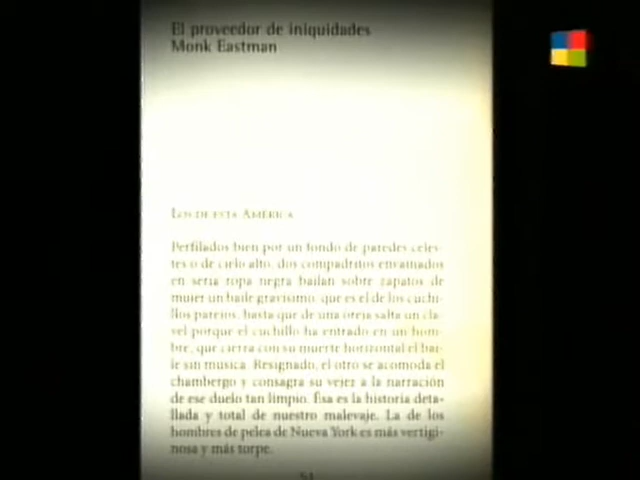 El proveedor de iniquidades
Monk Eastman
LOS DE ESTA AMÉRICA
Perfilados bien por un fondo de paredes celes-
tes o de cielo alto, dos compadritos envainados
en seria ropa negra bailan sobre zapatos de
mujer un baile gravísimo, que es el de los cuchi-
llos parejos, hasta que de una oreja salta un cla-
vel porque el cuchillo ha entrado en un hom-
bre, que cierra con su muerte horizontal el bai-
le sin música. Resignado, el otro se acomoda el
chambergo y consagra su vejez a la narración
de ese duelo tan limpio. Esa es la historia deta-
llada y total de nuestro malevaje. La de los
hombres de pelea de Nueva York es más vertigi-
nosa y más torpe.